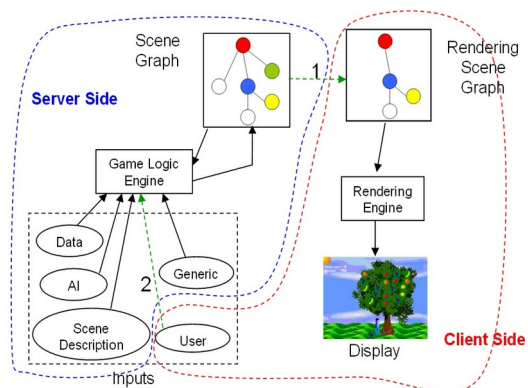 Scene
Graph
1
Rendering
Scene
Graph
Server Side
Game Logic
Engine
Rendering
Engine
Data
AI
Generic
2
Scene
Description
User
Inputs
Display
Client Side